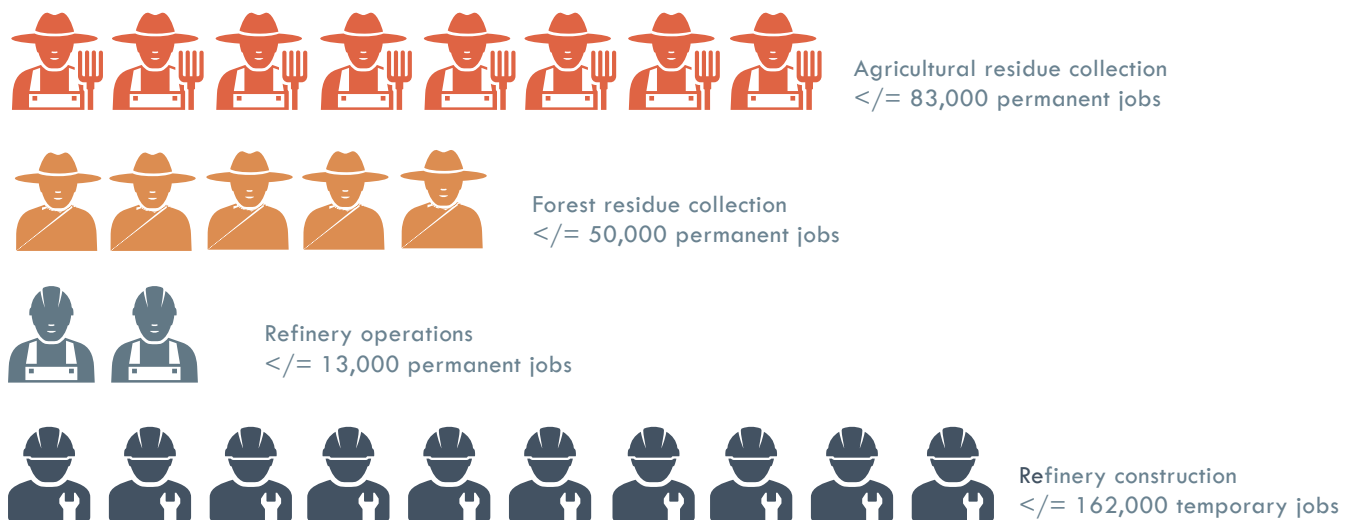 Agricultural residue collection
</= 83,000 permanent jobs
Forest residue collection
</= 50,000 permanent jobs
Refinery operations
</= 13,000 permanent jobs
Refinery construction
</= 162,000 temporary jobs